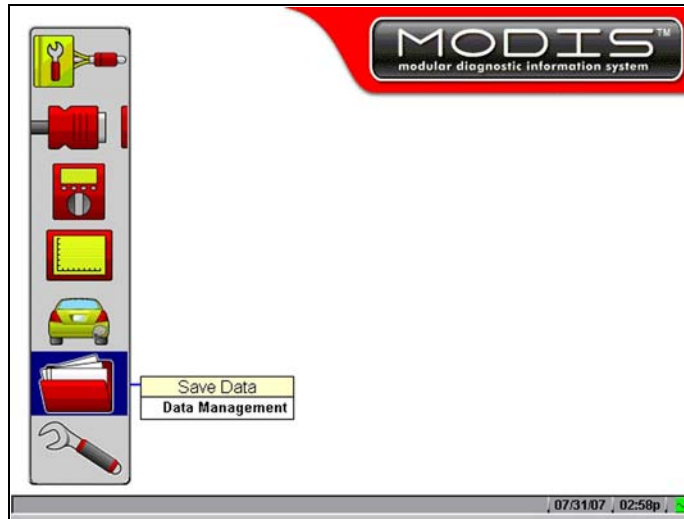 MODIS™
modular diagnostic information system
Save Data
Data Management
07/31/07 02:58p